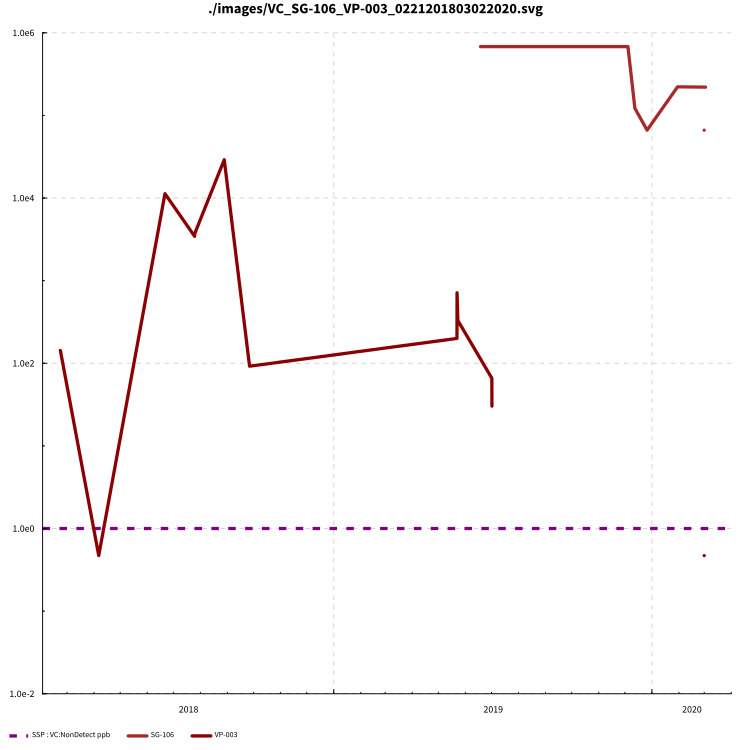 ./images/VC_SG-106_VP-003_0221201803022020.svg
1.0e6
1.0e4
1.0e2
1.0e0
1.0e-2
2018 2019 2020
SSP : VC:NonDetect ppb SG-106 VP-003